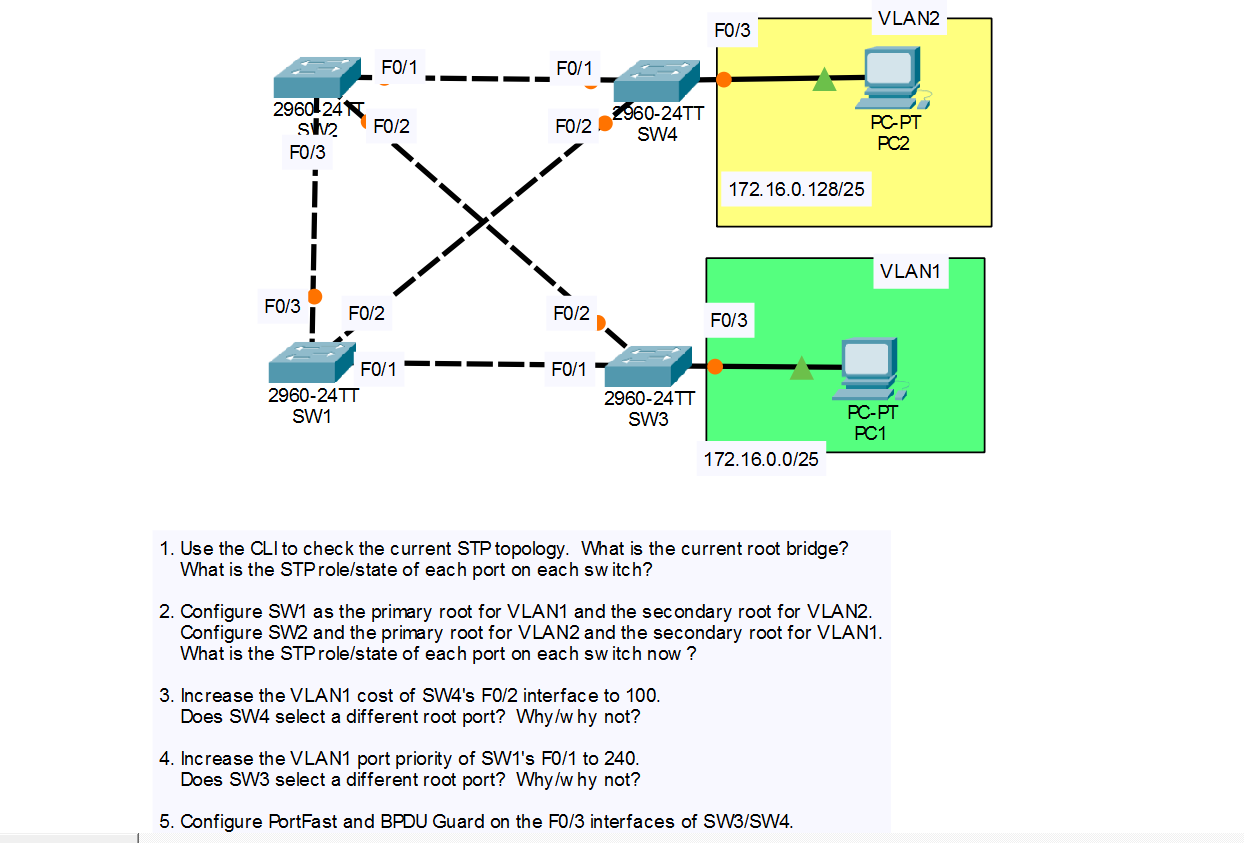 VLAN2
F0/3
F0/1
F0/1
2960-24TT
SW2
F0/2
F0/2
2960-24TT
SW4
PC-PT
PC2
F0/3
172.16.0.128/25
VLAN1
F0/3
F0/2
F0/2
F0/3
F0/1
F0/1
2960-24TT
SW1
2960-24TT
SW3
PC-PT
PC1
172.16.0.0/25
1. Use the CLI to check the current STP topology. What is the current root bridge?
What is the STP role/state of each port on each switch?
2. Configure SW1 as the primary root for VLAN1 and the secondary root for VLAN2.
Configure SW2 and the primary root for VLAN2 and the secondary root for VLAN1.
What is the STP role/state of each port on each switch now ?
3. Increase the VLAN1 cost of SW4's F0/2 interface to 100.
Does SW4 select a different root port? Why/why not?
4. Increase the VLAN1 port priority of SW1's F0/1 to 240.
Does SW3 select a different root port? Why/why not?
5. Configure PortFast and BPDU Guard on the F0/3 interfaces of SW3/SW4.